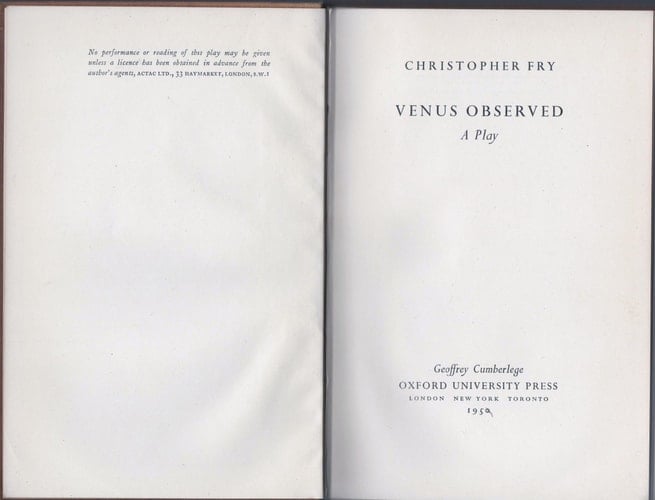 No performance or reading of this play may be given
unless a licence has been obtained in advance from the
author's agents, ACTAC LTD., 33 HAYMARKET, LONDON, S.W.1
CHRISTOPHER FRY
VENUS OBSERVED
A Play
Geoffrey Cumberlege
OXFORD UNIVERSITY PRESS
LONDON NEW YORK TORONTO
1950